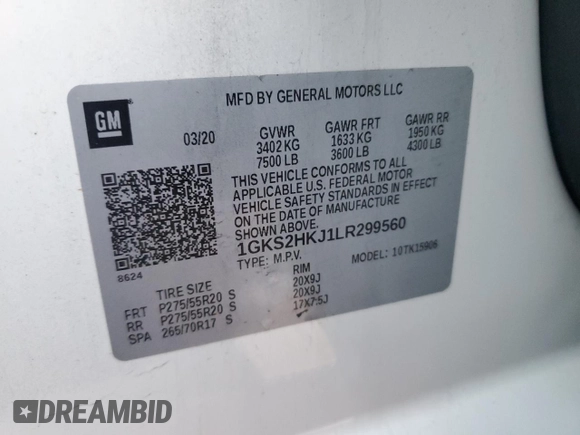 GM
MFD BY GENERAL MOTORS LLC
03/20
GVWR GAWR FRT GAWR RR
3402 KG 1633 KG 1950 KG
7500 LB 3600 LB 4300 LB
THIS VEHICLE CONFORMS TO ALL
APPLICABLE U.S. FEDERAL MOTOR
VEHICLE SAFETY STANDARDS IN EFFECT
ON THE DATE OF MANUFACTURE
1GKS2HKJ1LR299560
TYPE: M.P.V. MODEL: 10TK15906
8624
TIRE SIZE RIM
FRT P275/55R20 S 20X9J
RR P275/55R20 S 20X9J
SPA 265/70R17 S 17X7.5J
DREAMBID